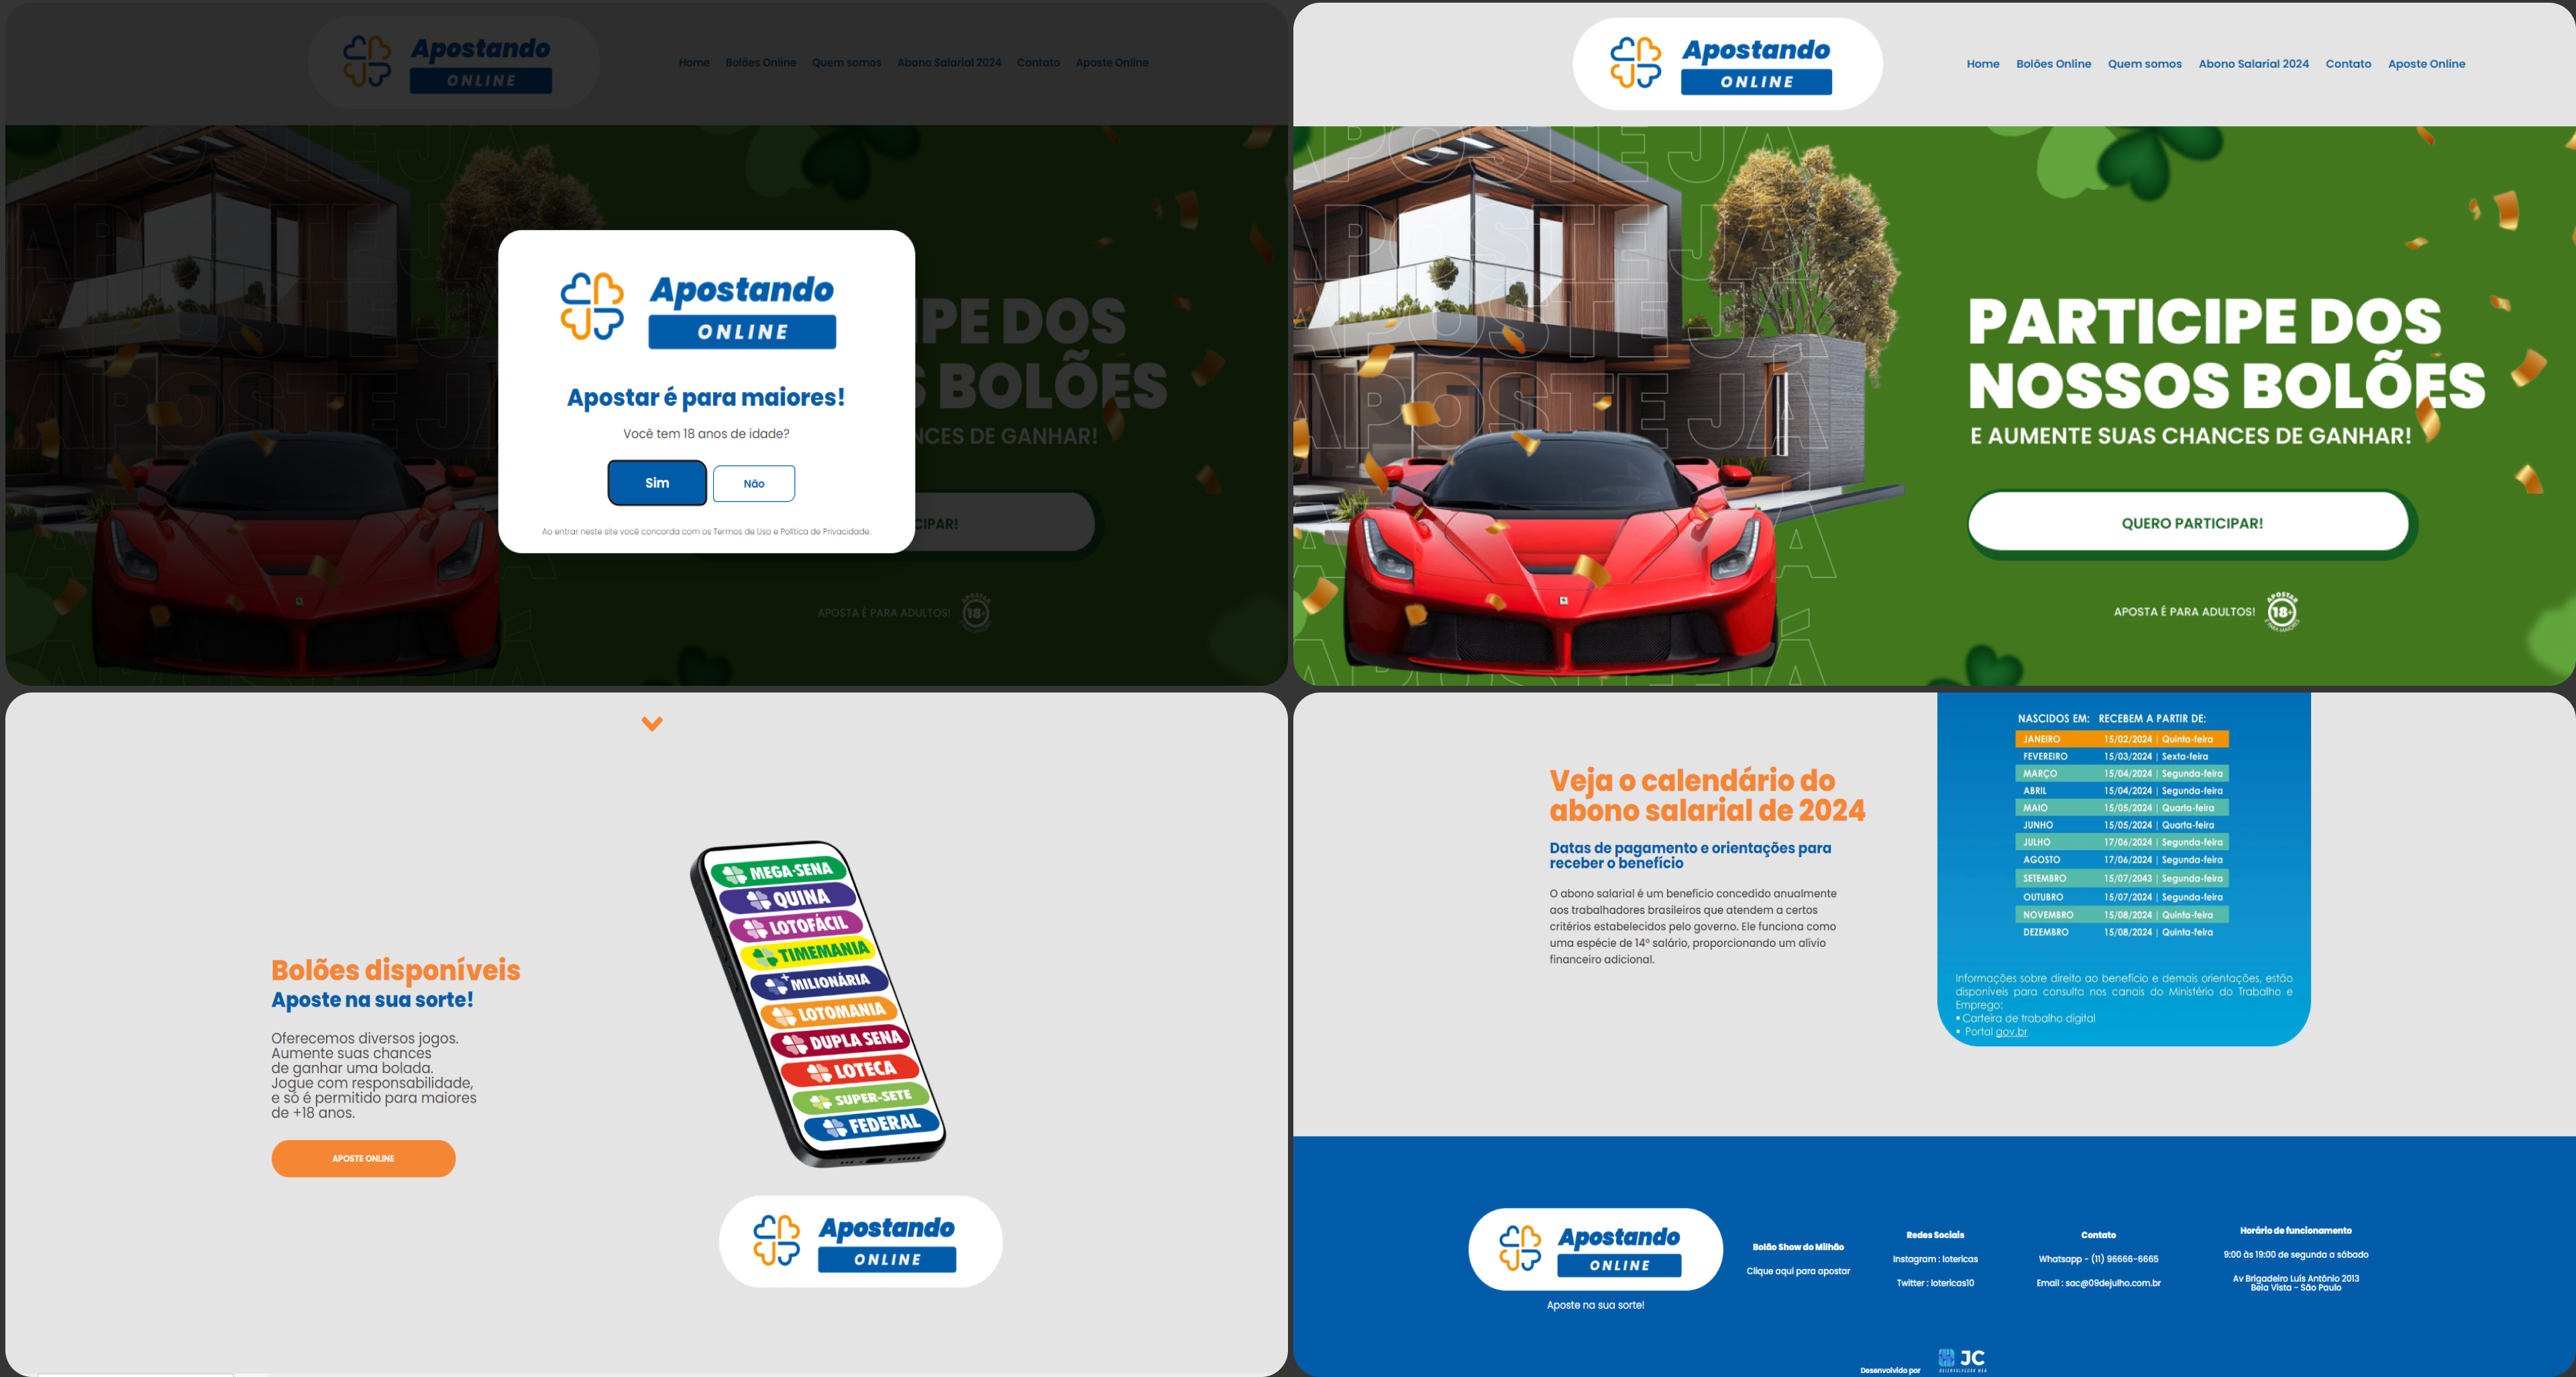 Apostando
ONLINE
Home Bolões Online Quem somos Abono Salarial 2024 Contato Aposte Online
Apostando
ONLINE
Apostar é para maiores!
Você tem 18 anos de idade?
Sim Não
Ao entrar neste site você concorda com os Termos de Uso e Política de Privacidade.
IPE DOS
S BOLÕES
NCES DE GANHAR!
CIPAR!
APOSTA É PARA ADULTOS!
18+
Apostando
ONLINE
Home Bolões Online Quem somos Abono Salarial 2024 Contato Aposte Online
APOSTE JÁ
APOSTE JÁ
APOSTE JÁ
APOSTE JÁ
PARTICIPE DOS
NOSSOS BOLÕES
E AUMENTE SUAS CHANCES DE GANHAR!
QUERO PARTICIPAR!
APOSTA É PARA ADULTOS!
APOSTAR
18+
É PARA MAIORES
Bolões disponíveis
Aposte na sua sorte!
Oferecemos diversos jogos.
Aumente suas chances
de ganhar uma bolada.
Jogue com responsabilidade,
e só é permitido para maiores
de +18 anos.
APOSTE ONLINE
MEGA-SENA
QUINA
LOTOFÁCIL
TIMEMANIA
+MILIONÁRIA
LOTOMANIA
DUPLA SENA
LOTECA
SUPER-SETE
FEDERAL
Apostando
ONLINE
Veja o calendário do
abono salarial de 2024
Datas de pagamento e orientações para
receber o benefício
O abono salarial é um benefício concedido anualmente
aos trabalhadores brasileiros que atendem a certos
critérios estabelecidos pelo governo. Ele funciona como
uma espécie de 14º salário, proporcionando um alívio
financeiro adicional.
NASCIDOS EM: RECEBEM A PARTIR DE:
JANEIRO 15/02/2024 | Quinta-feira
FEVEREIRO 15/03/2024 | Sexta-feira
MARÇO 15/04/2024 | Segunda-feira
ABRIL 15/04/2024 | Segunda-feira
MAIO 15/05/2024 | Quarta-feira
JUNHO 15/05/2024 | Quarta-feira
JULHO 17/06/2024 | Segunda-feira
AGOSTO 17/06/2024 | Segunda-feira
SETEMBRO 15/07/2043 | Segunda-feira
OUTUBRO 15/07/2024 | Segunda-feira
NOVEMBRO 15/08/2024 | Quinta-feira
DEZEMBRO 15/08/2024 | Quinta-feira
Informações sobre direito ao benefício e demais orientações, estão
disponíveis para consulta nos canais do Ministério do Trabalho e
Emprego:
• Carteira de trabalho digital
• Portal gov.br
Apostando
ONLINE
Aposte na sua sorte!
Bolão Show do Milhão
Clique aqui para apostar
Redes Sociais
Instagram : lotericas
Twitter : lotericas10
Contato
Whatsapp - (11) 96666-6665
Email : sac@09dejulho.com.br
Horário de funcionamento
9:00 às 19:00 de segunda a sábado
Av Brigadeiro Luís Antônio 2013
Bela Vista - São Paulo
Desenvolvido por
JC
DESENVOLVEDOR WEB